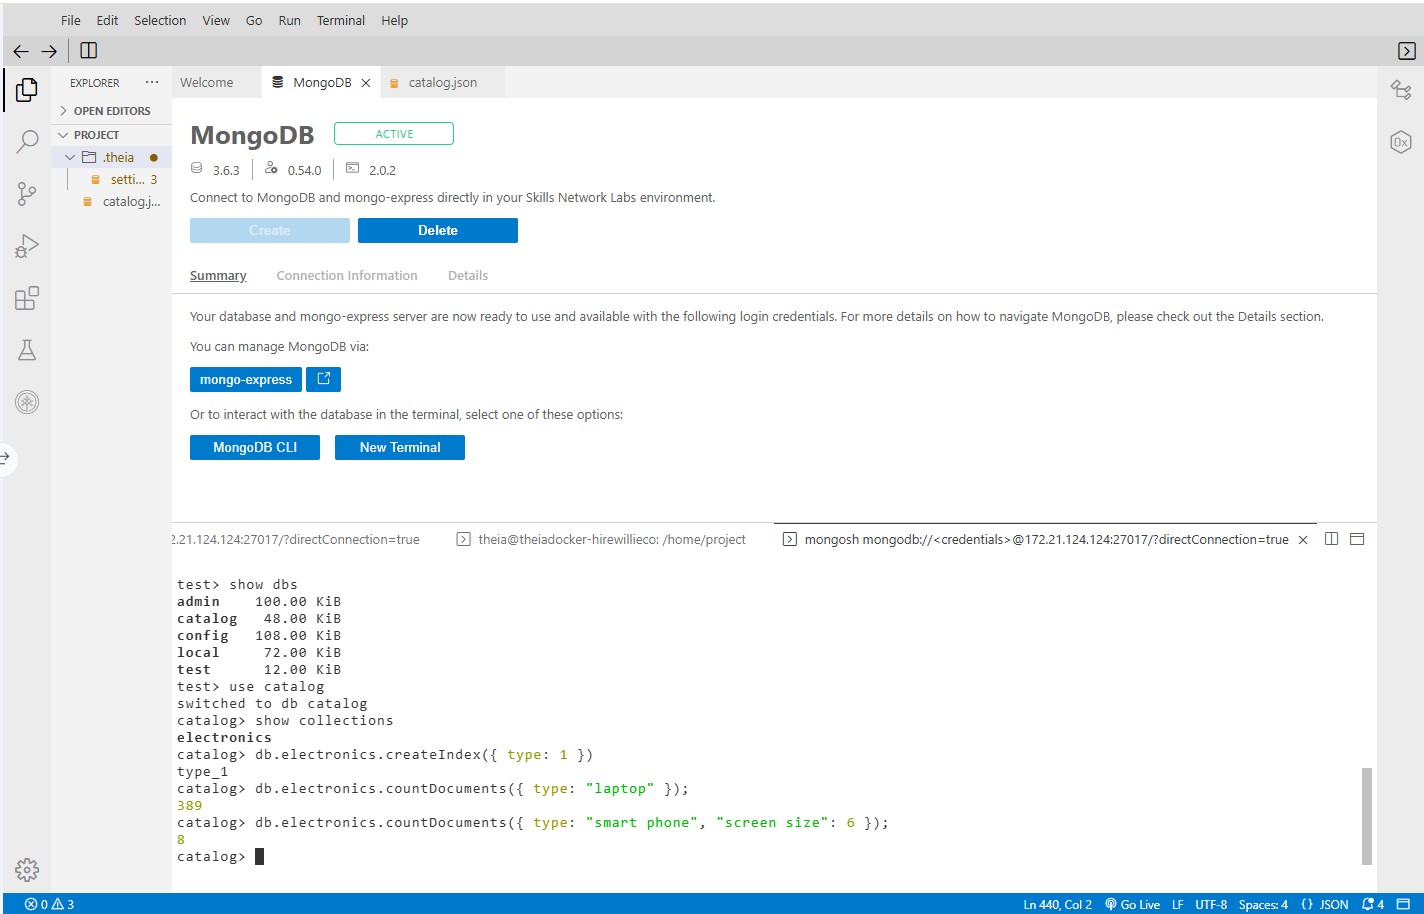 File Edit Selection View Go Run Terminal Help
EXPLORER ··· Welcome MongoDB catalog.json
OPEN EDITORS
PROJECT
.theia
setti... 3
catalog.j...
MongoDB ACTIVE
3.6.3 0.54.0 2.0.2
Connect to MongoDB and mongo-express directly in your Skills Network Labs environment.
Create Delete
Summary Connection Information Details
Your database and mongo-express server are now ready to use and available with the following login credentials. For more details on how to navigate MongoDB, please check out the Details section.
You can manage MongoDB via:
mongo-express
Or to interact with the database in the terminal, select one of these options:
MongoDB CLI New Terminal
2.21.124.124:27017/?directConnection=true theia@theiadocker-hirewillieco: /home/project mongosh mongodb://<credentials>@172.21.124.124:27017/?directConnection=true
test> show dbs
admin 100.00 KiB
catalog 48.00 KiB
config 108.00 KiB
local 72.00 KiB
test 12.00 KiB
test> use catalog
switched to db catalog
catalog> show collections
electronics
catalog> db.electronics.createIndex({ type: 1 })
type_1
catalog> db.electronics.countDocuments({ type: "laptop" });
389
catalog> db.electronics.countDocuments({ type: "smart phone", "screen size": 6 });
8
catalog>
0 3 Ln 440, Col 2 Go Live LF UTF-8 Spaces: 4 {} JSON 4